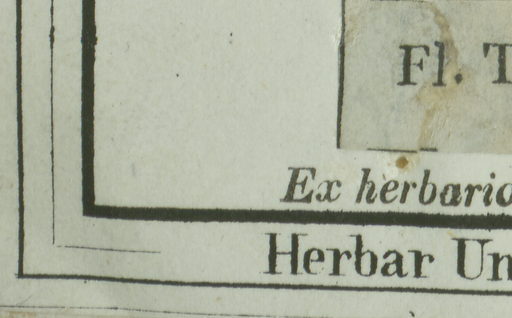 Fl. T
Ex herbario
Herbar Un